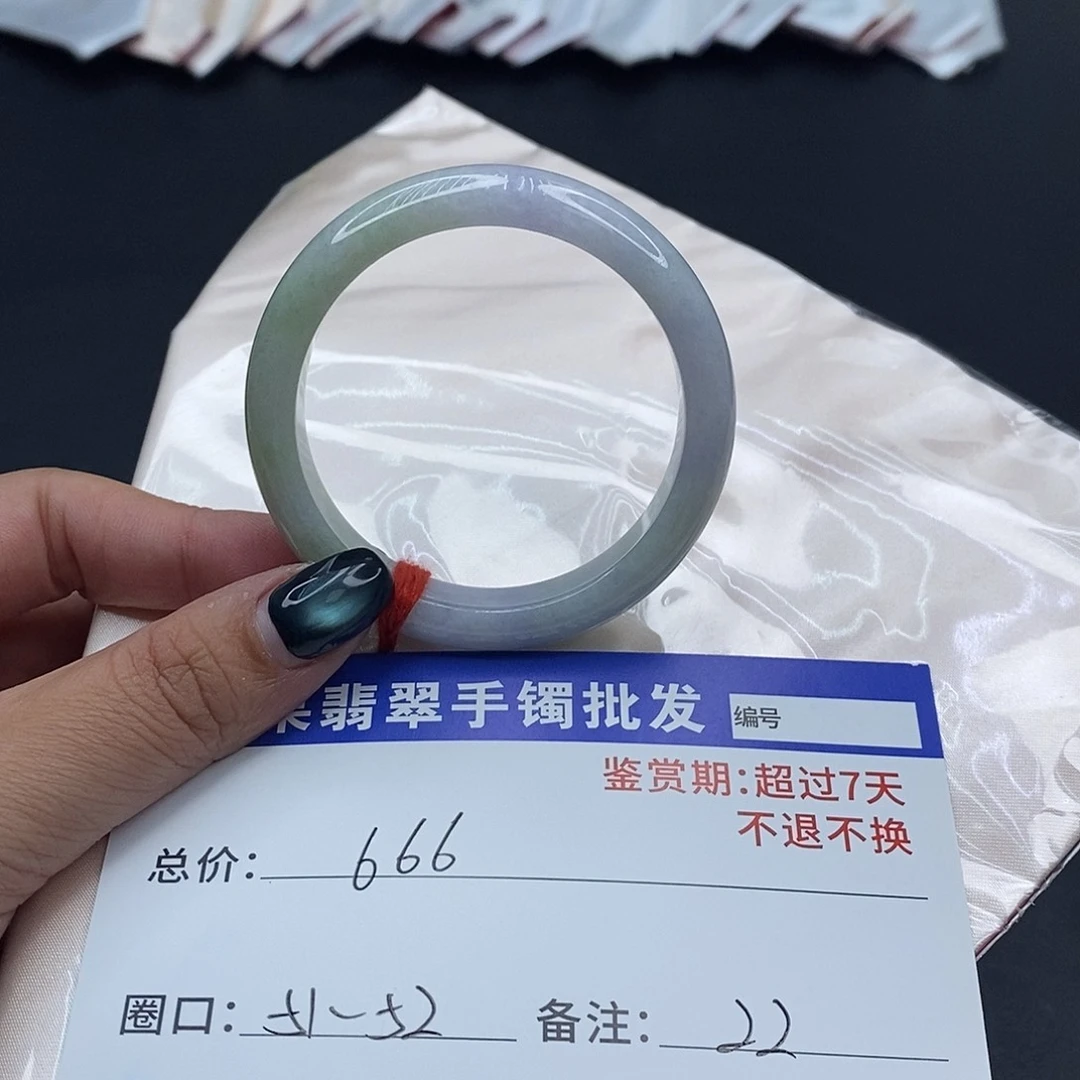 翡翠手镯批发
编号
鉴赏期:超过7天
不退不换
总价: 666
圈口: 51-52 备注: 22